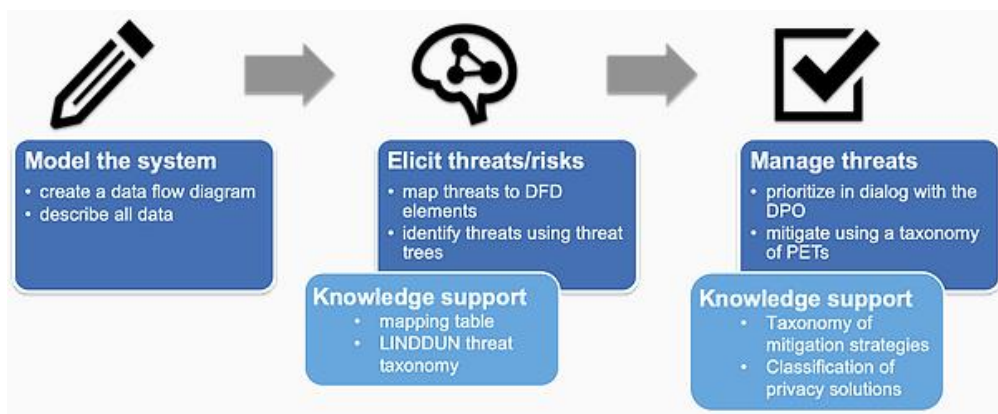 Model the system
• create a data flow diagram
• describe all data
Elicit threats/risks
• map threats to DFD
elements
• identify threats using threat
trees
Knowledge support
• mapping table
• LINDDUN threat
taxonomy
Manage threats
• prioritize in dialog with the
DPO
• mitigate using a taxonomy
of PETs
Knowledge support
• Taxonomy of
mitigation strategies
• Classification of
privacy solutions